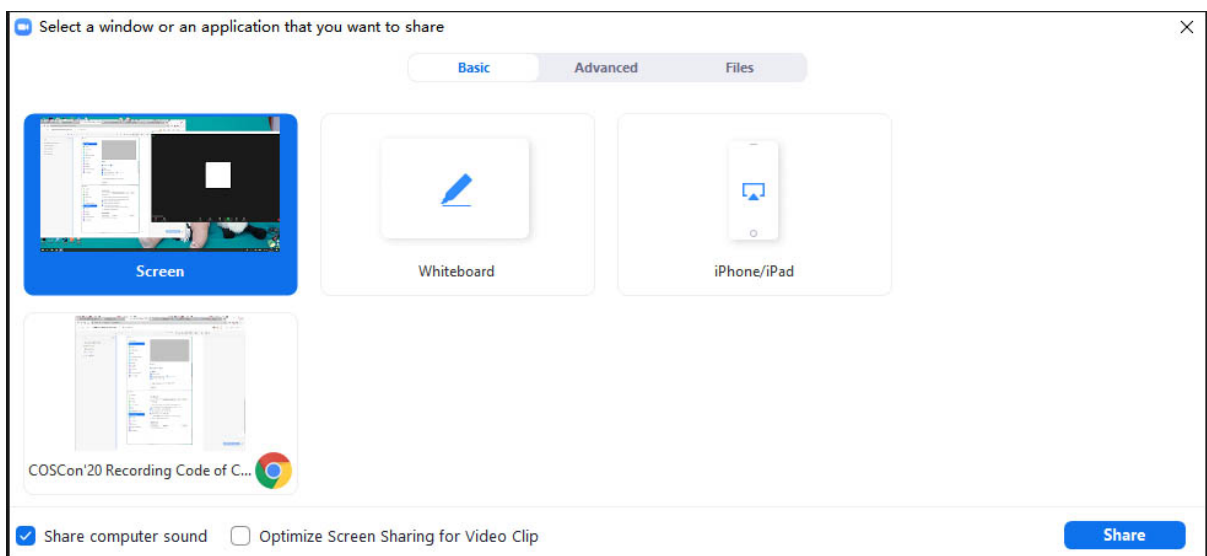 Select a window or an application that you want to share
Basic Advanced Files
Screen
Whiteboard
iPhone/iPad
COSCon'20 Recording Code of C...
Share computer sound
Optimize Screen Sharing for Video Clip
Share